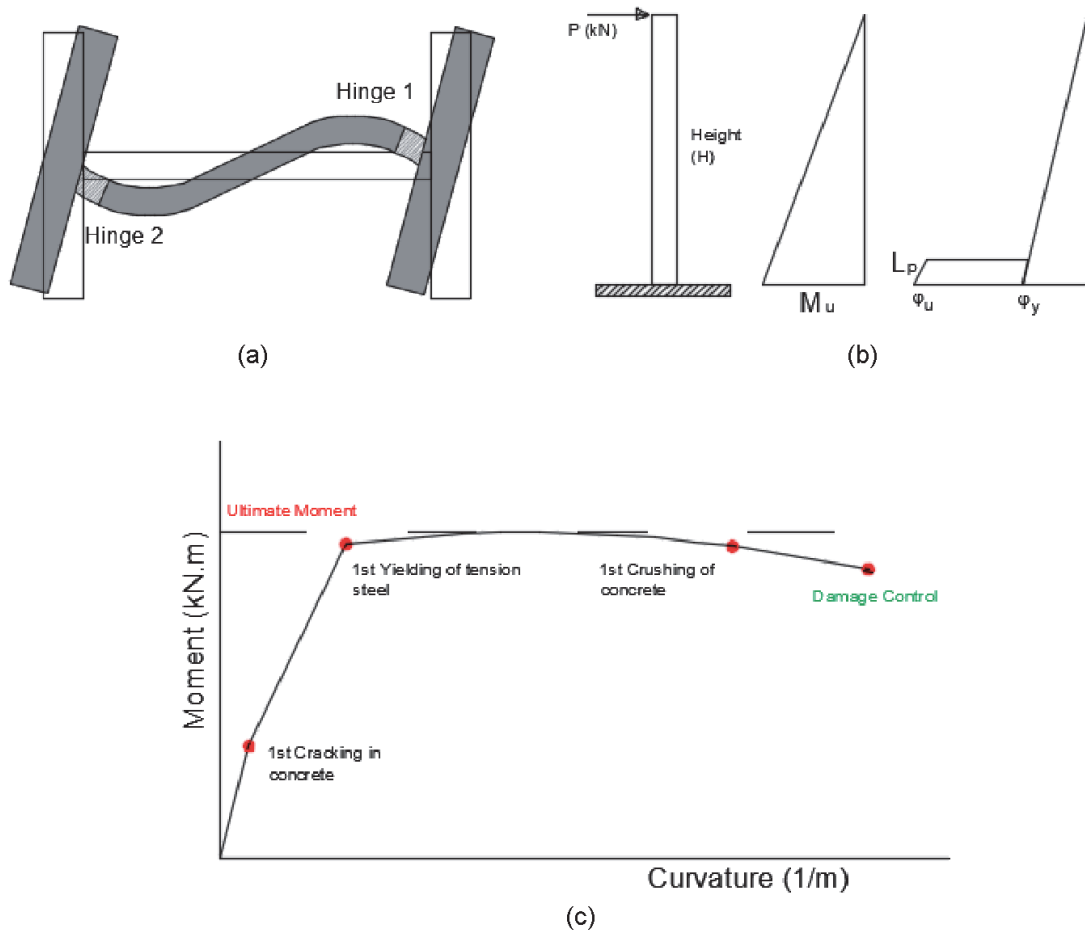 Hinge 1
Hinge 2
(a)
P (kN)
Height
(H)
Mu
Lp
φu
φy
(b)
Ultimate Moment
1st Yielding of tension
steel
1st Crushing of
concrete
Damage Control
1st Cracking in
concrete
Moment (kN.m)
Curvature (1/m)
(c)